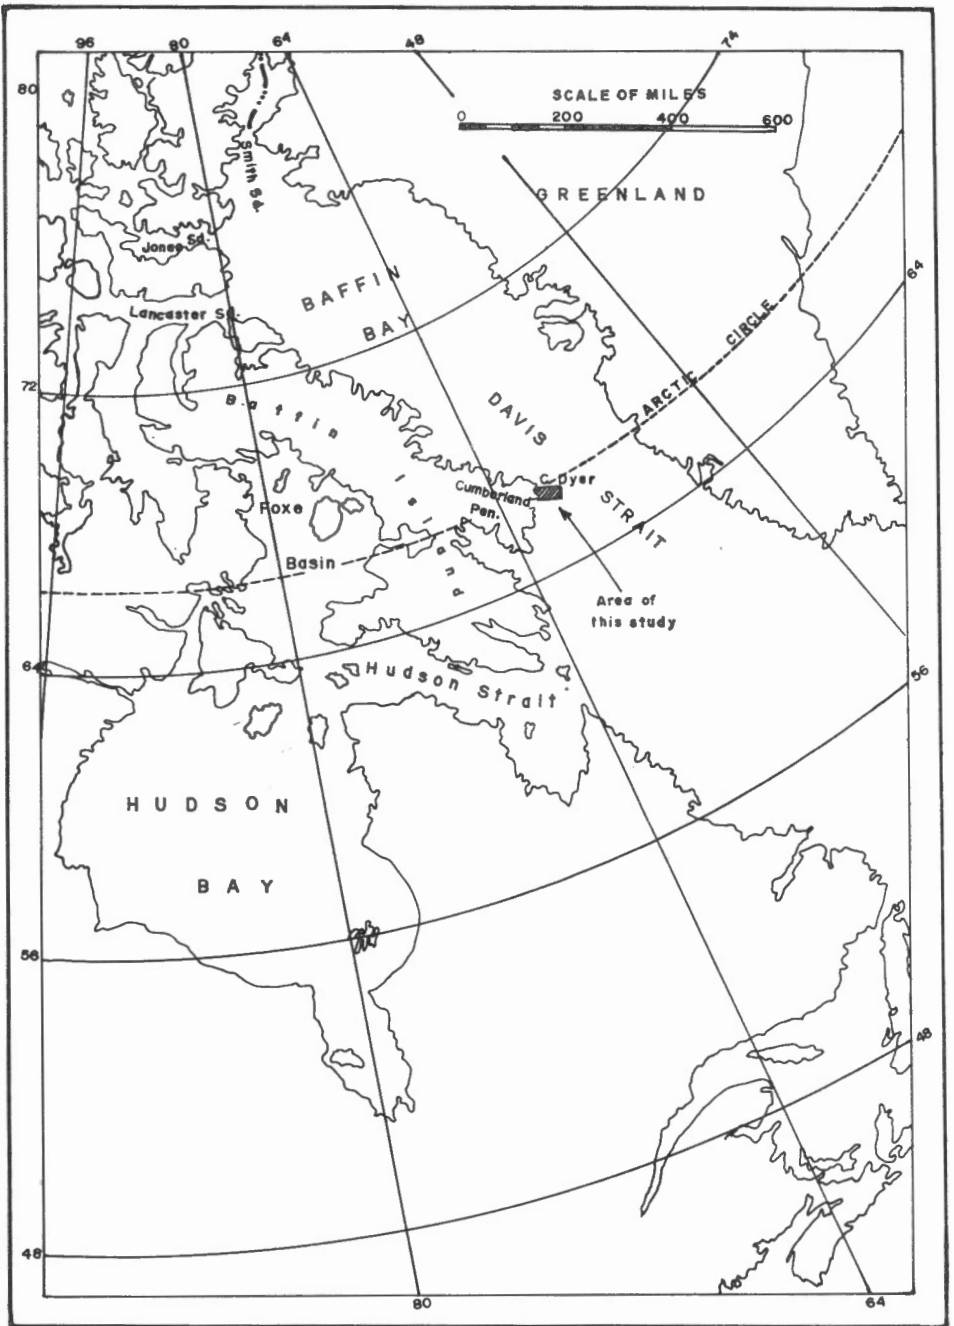 96 80 64 48 74
80
SCALE OF MILES
0 200 400 600
Smith Sd.
GREENLAND
Jones Sd.
64
BAFFIN
BAY
Lancaster Sd.
ARCTIC CIRCLE
72
Baffin Island
DAVIS STRAIT
C. Dyer
Cumberland
Pen.
Foxe
Basin
Area of
this study
64
Hudson Strait
56
HUDSON
BAY
56
48
48
80 64